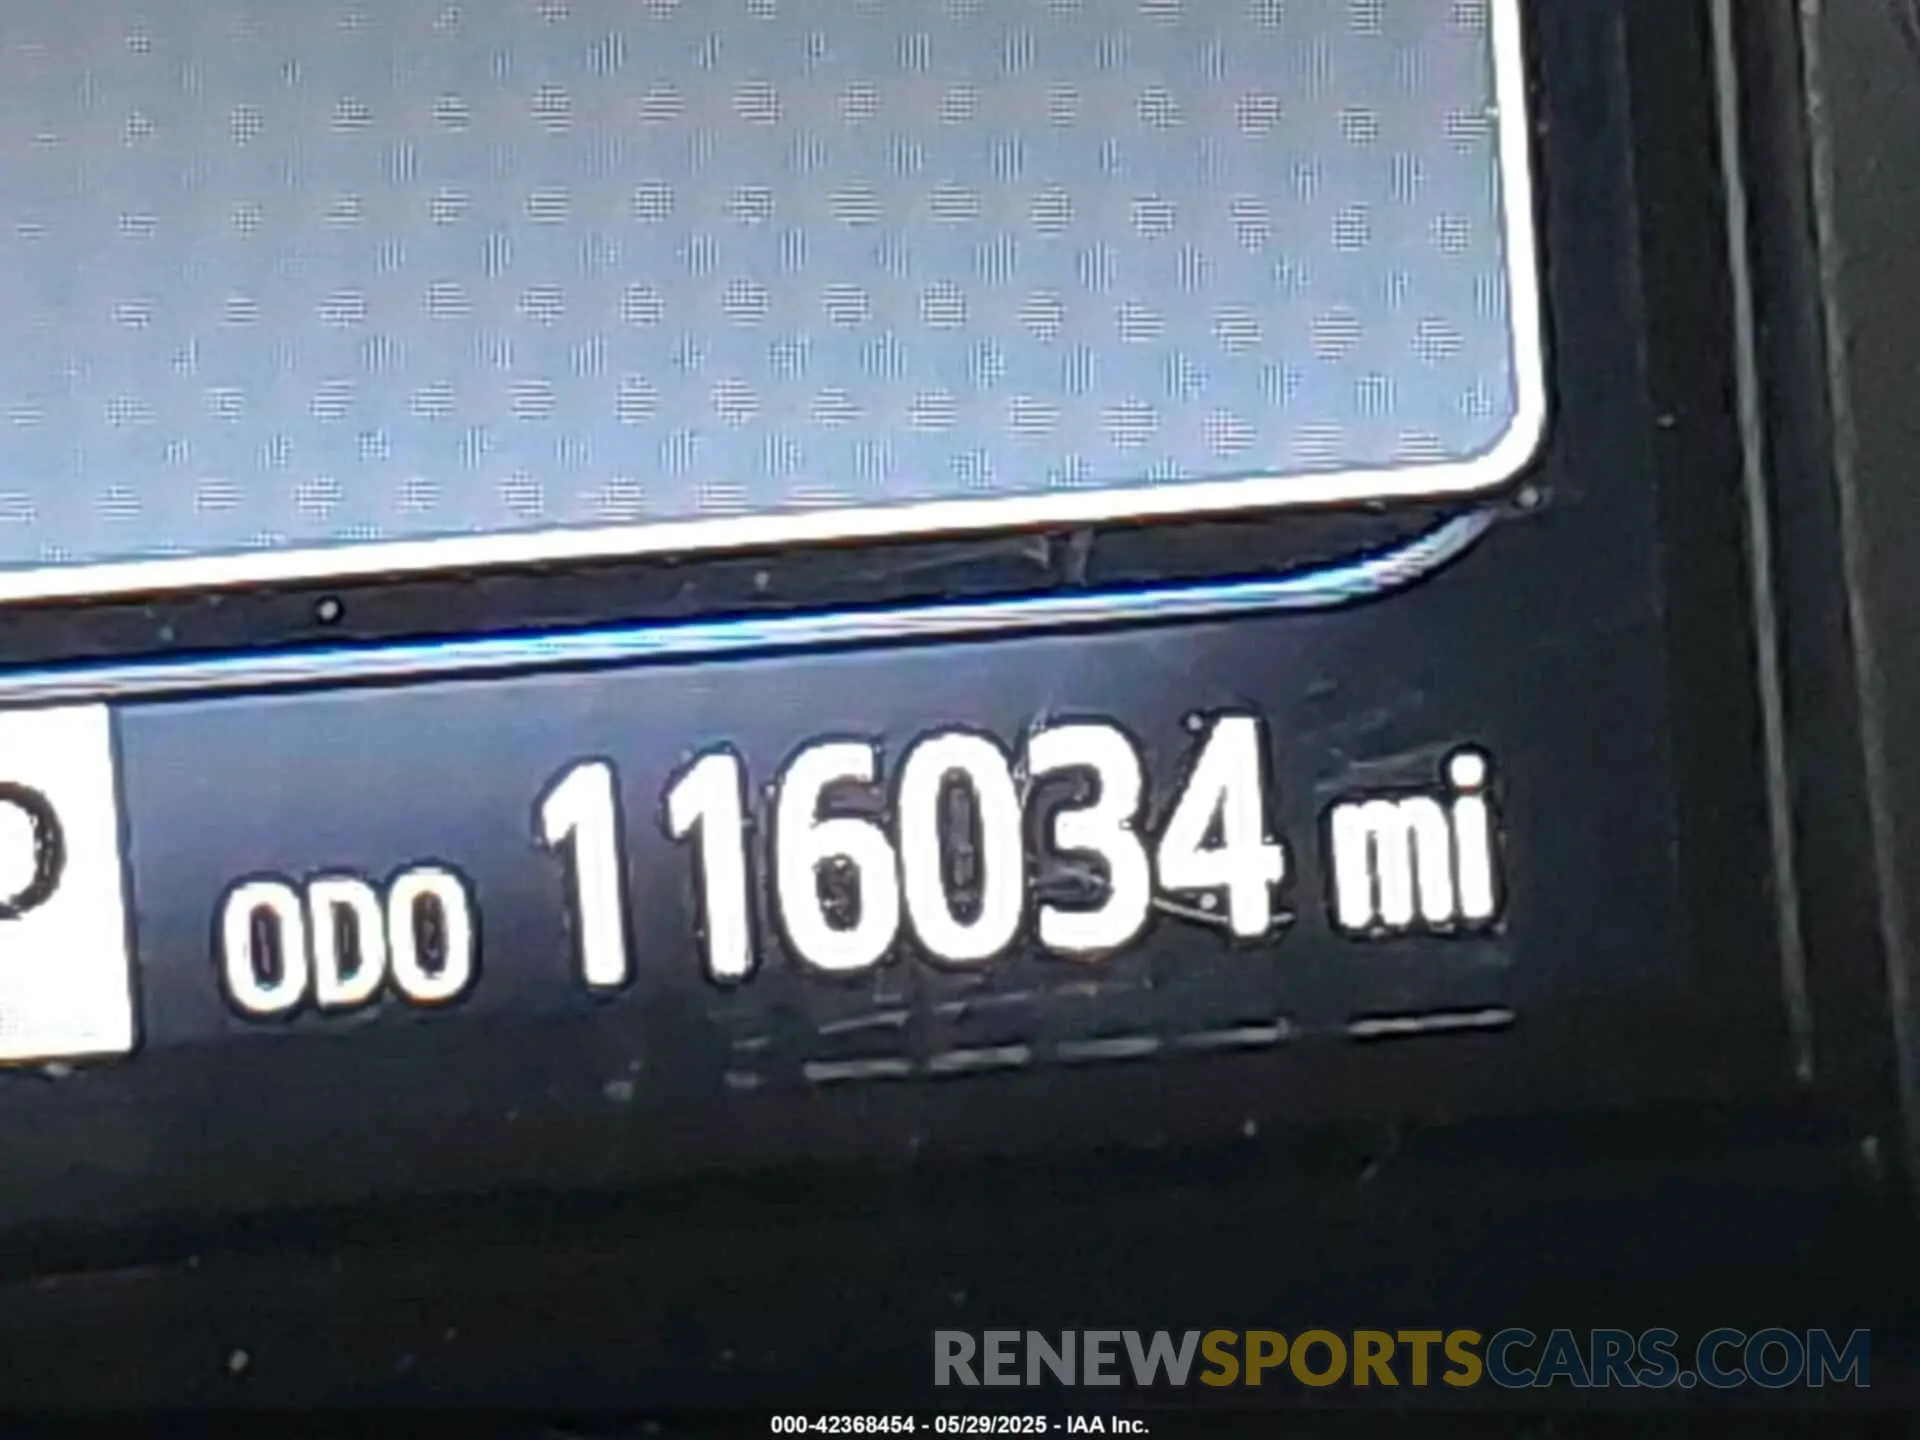 ODO 116034 mi
RENEWSPORTSCARS.COM
000-42368454 - 05/29/2025 - IAA Inc.